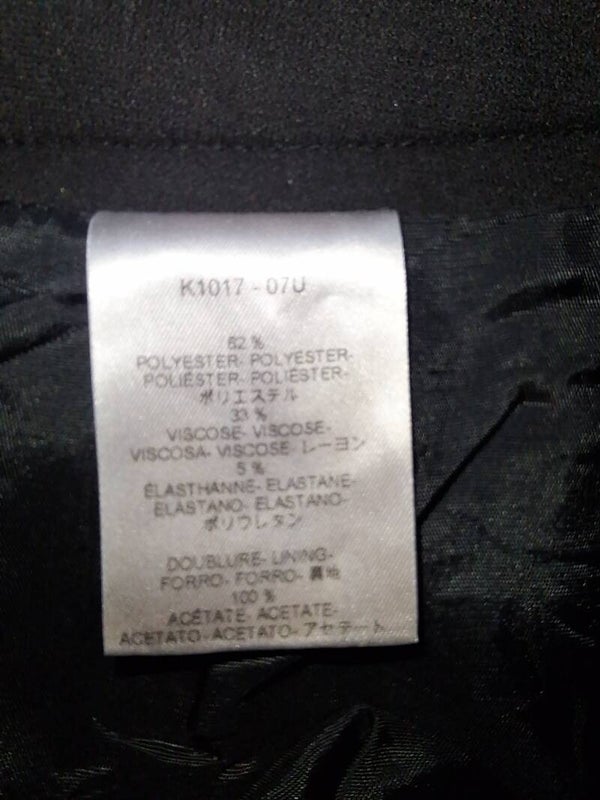 K1017 - 07U
62 %
POLYESTER- POLYESTER-
POLIESTER- POLIÉSTER-
ポリエステル
33 %
VISCOSE- VISCOSE-
VISCOSA- VISCOSE- レーヨン
5 %
ÉLASTHANNE- ELASTANE-
ELASTANO- ELASTANO-
ポリウレタン
DOUBLURE- LINING-
FORRO- FORRO- 裏地
100 %
ACÉTATE- ACETATE-
ACETATO- ACETATO- アセテート